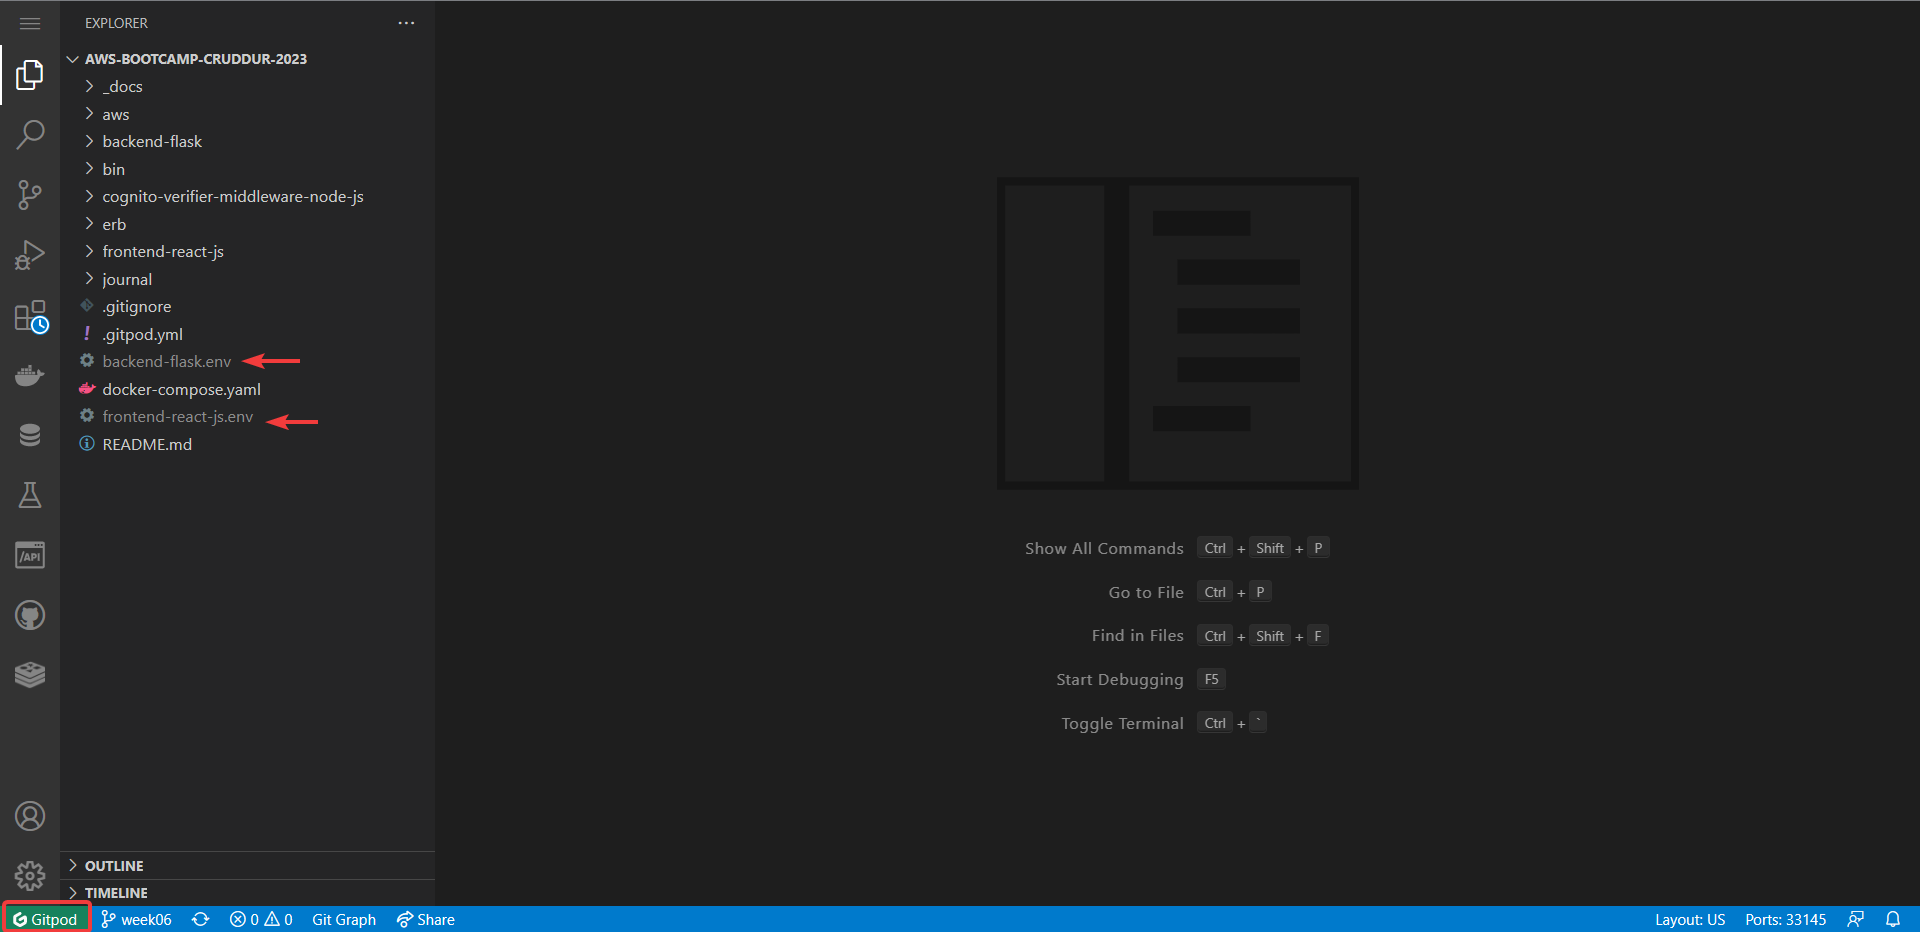 EXPLORER
AWS-BOOTCAMP-CRUDDUR-2023
_docs
aws
backend-flask
bin
cognito-verifier-middleware-node-js
erb
frontend-react-js
journal
.gitignore
! .gitpod.yml
backend-flask.env
docker-compose.yaml
frontend-react-js.env
README.md
/API
Show All Commands Ctrl + Shift + P
Go to File Ctrl + P
Find in Files Ctrl + Shift + F
Start Debugging F5
Toggle Terminal Ctrl + `
OUTLINE
TIMELINE
Gitpod week06 0 0 Git Graph Share Layout: US Ports: 33145